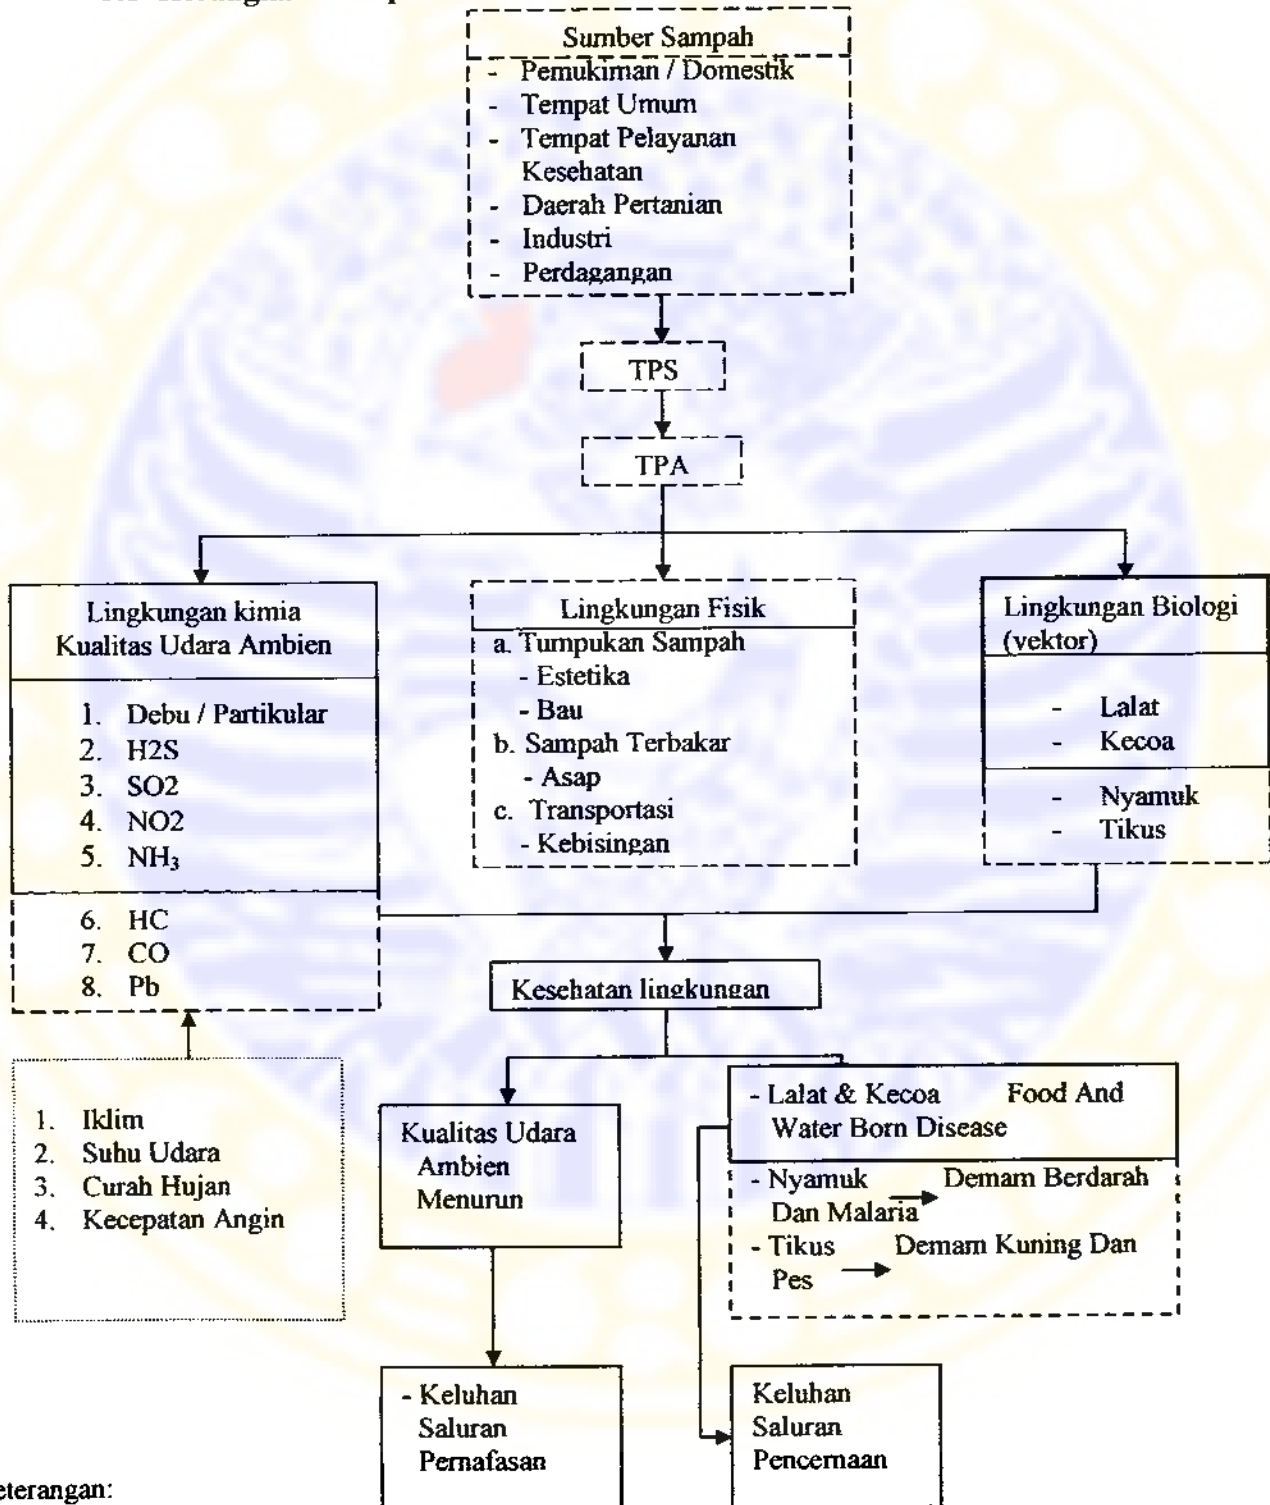 Sumber Sampah
- Pemukiman / Domestik
- Tempat Umum
- Tempat Pelayanan
Kesehatan
- Daerah Pertanian
- Industri
- Perdagangan
TPS
TPA
Lingkungan kimia
Kualitas Udara Ambien
1. Debu / Partikular
2. H2S
3. SO2
4. NO2
5. NH₃
6. HC
7. CO
8. Pb
Lingkungan Fisik
a. Tumpukan Sampah
- Estetika
- Bau
b. Sampah Terbakar
- Asap
c. Transportasi
- Kebisingan
Lingkungan Biologi
(vektor)
- Lalat
- Kecoa
- Nyamuk
- Tikus
Kesehatan lingkungan
1. Iklim
2. Suhu Udara
3. Curah Hujan
4. Kecepatan Angin
Kualitas Udara
Ambien
Menurun
- Lalat & Kecoa Food And
Water Born Disease
- Nyamuk Demam Berdarah
Dan Malaria
- Tikus Demam Kuning Dan
Pes
- Keluhan
Saluran
Pernafasan
Keluhan
Saluran
Pencernaan
eterangan: